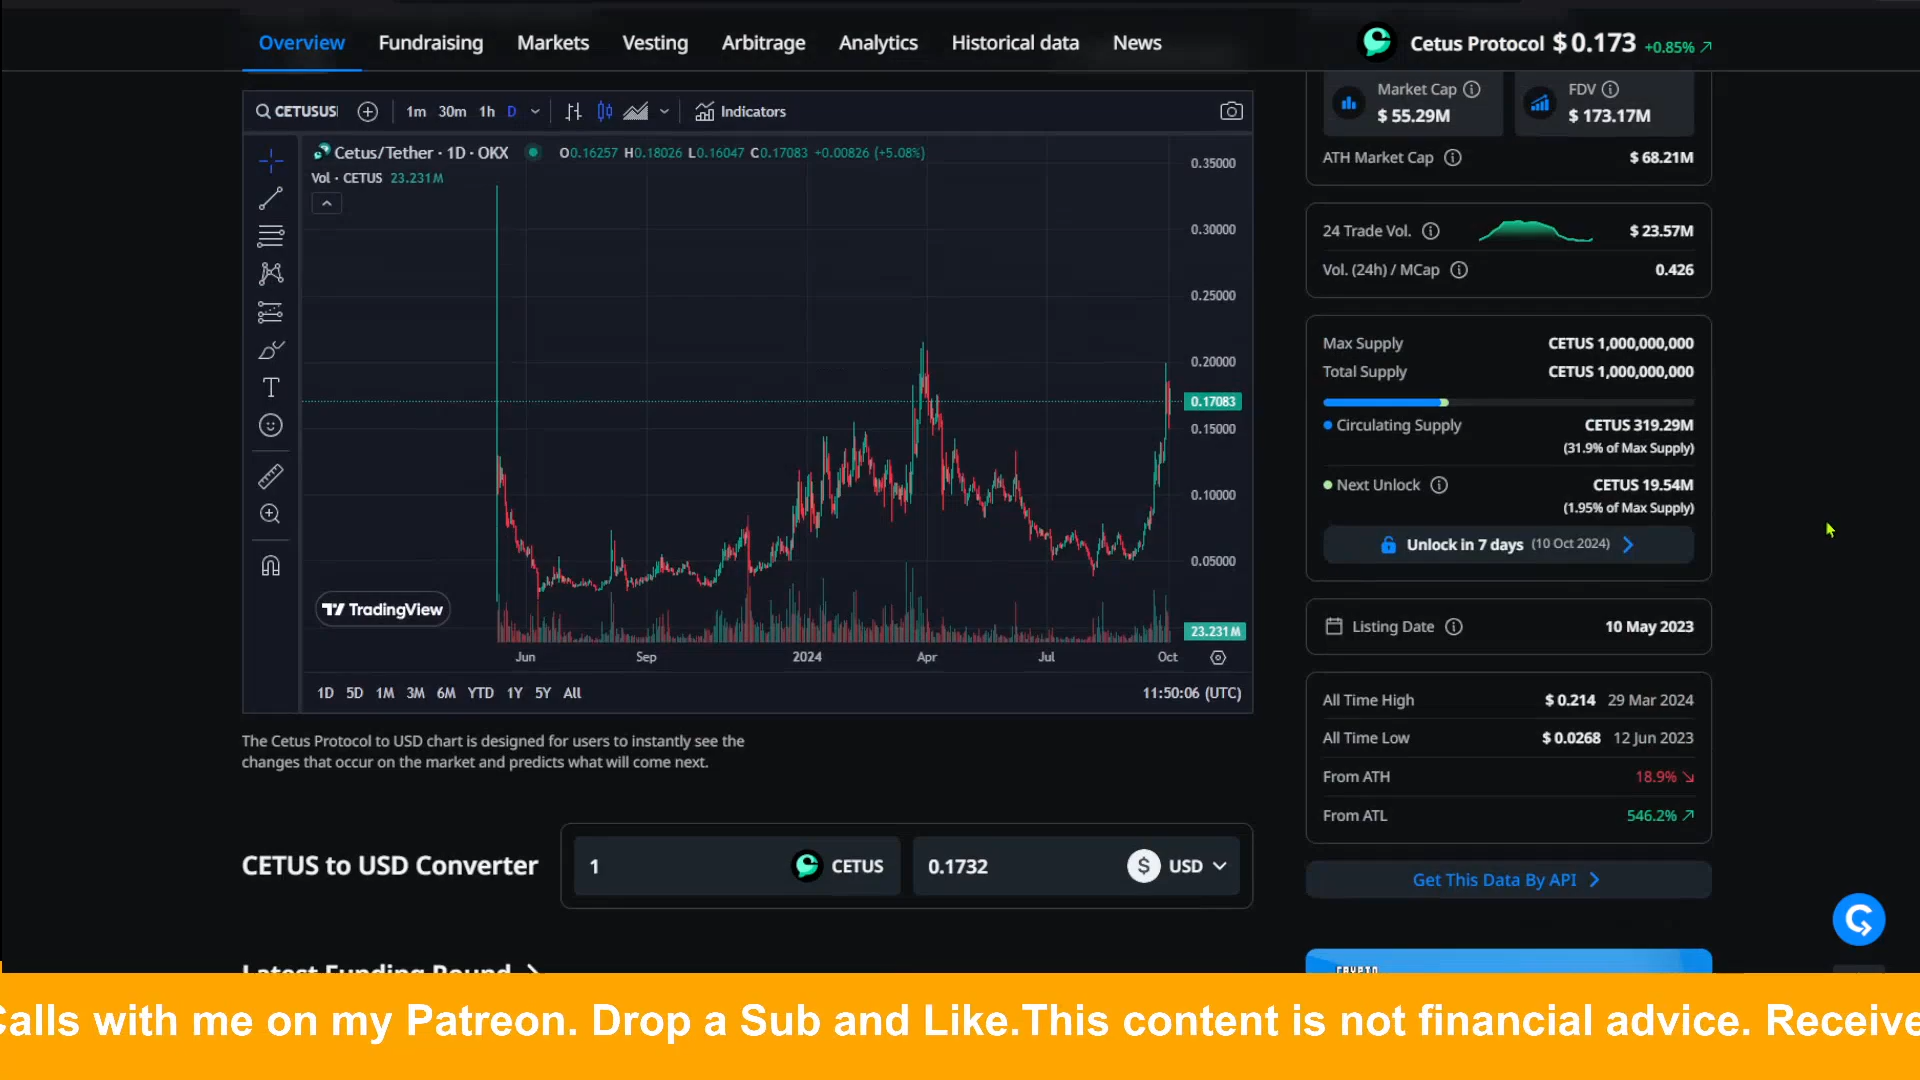 Overview Fundraising Markets Vesting Arbitrage Analytics Historical data News
Cetus Protocol $ 0.173 +0.85%
CETUSUS
1m 30m 1h D Indicators
Cetus/Tether · 1D · OKX O0.16257 H0.18026 L0.16047 C0.17083 +0.00826 (+5.08%)
Vol · CETUS 23.231M
0.35000
0.30000
0.25000
0.20000
0.17083
0.15000
0.10000
0.05000
23.231M
TradingView
Jun Sep 2024 Apr Jul Oct
1D 5D 1M 3M 6M YTD 1Y 5Y All
11:50:06 (UTC)
The Cetus Protocol to USD chart is designed for users to instantly see the
changes that occur on the market and predicts what will come next.
CETUS to USD Converter
1 CETUS
0.1732 $ USD
Latest Funding Round
Market Cap
$ 55.29M
FDV
$ 173.17M
ATH Market Cap $ 68.21M
24 Trade Vol. $ 23.57M
Vol. (24h) / MCap 0.426
Max Supply CETUS 1,000,000,000
Total Supply CETUS 1,000,000,000
Circulating Supply CETUS 319.29M
(31.9% of Max Supply)
Next Unlock CETUS 19.54M
(1.95% of Max Supply)
Unlock in 7 days (10 Oct 2024)
Listing Date 10 May 2023
All Time High $ 0.214 29 Mar 2024
All Time Low $ 0.0268 12 Jun 2023
From ATH 18.9%
From ATL 546.2%
Get This Data By API
CRYPTO
Calls with me on my Patreon. Drop a Sub and Like.This content is not financial advice. Receive